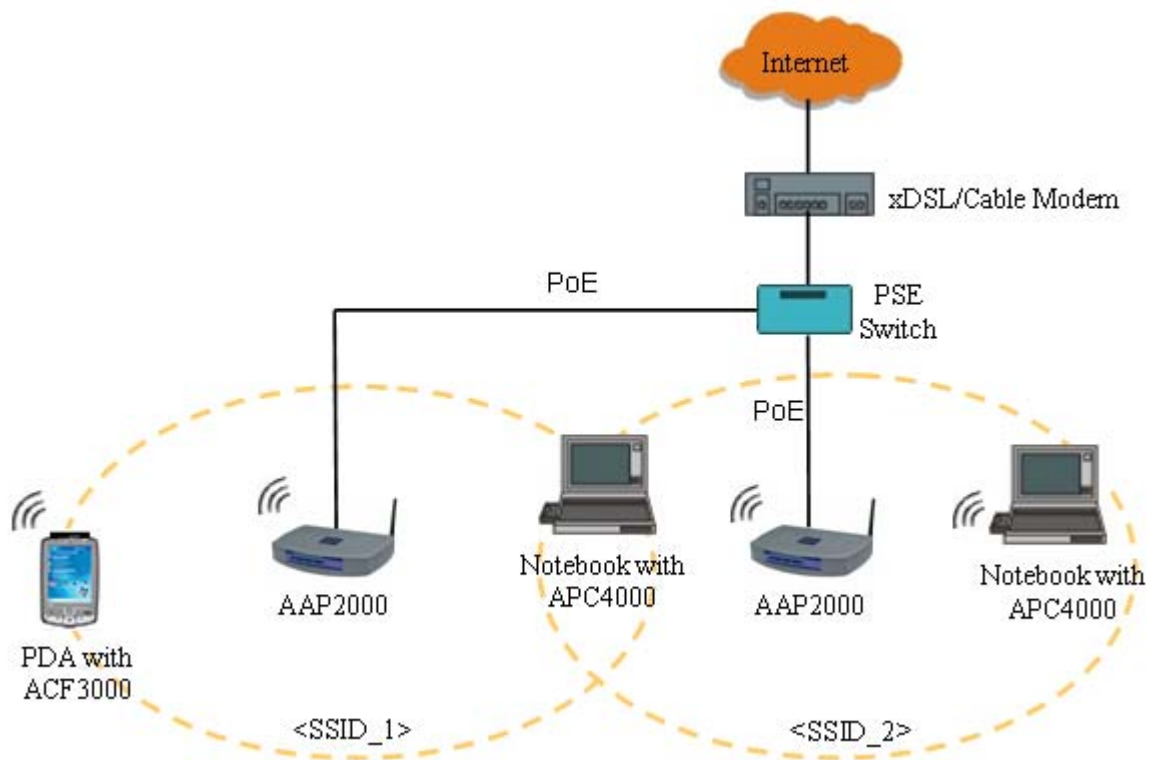 Internet
xDSL/Cable Modem
PoE
PSE
Switch
PoE
AAP2000
Notebook with
APC4000
AAP2000
Notebook with
APC4000
PDA with
ACF3000
<SSID_1>
<SSID_2>